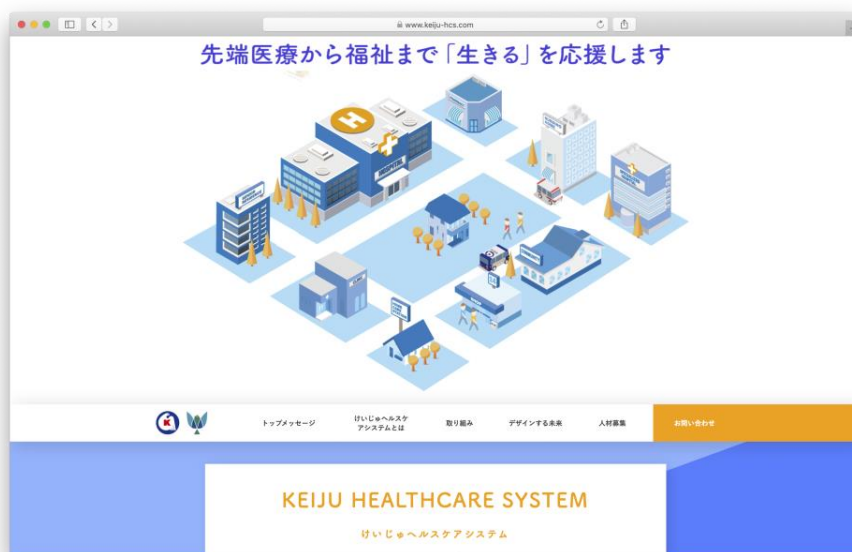 www.keiju-hcs.com
先端医療から福祉まで「生きる」を応援します
H
HOSPITAL
CLINIC
K
トップメッセージ
けいじゅヘルスケ
アシステムとは
取り組み
デザインする未来
人材募集
お問い合わせ
KEIJU HEALTHCARE SYSTEM
けいじゅヘルスケアシステム